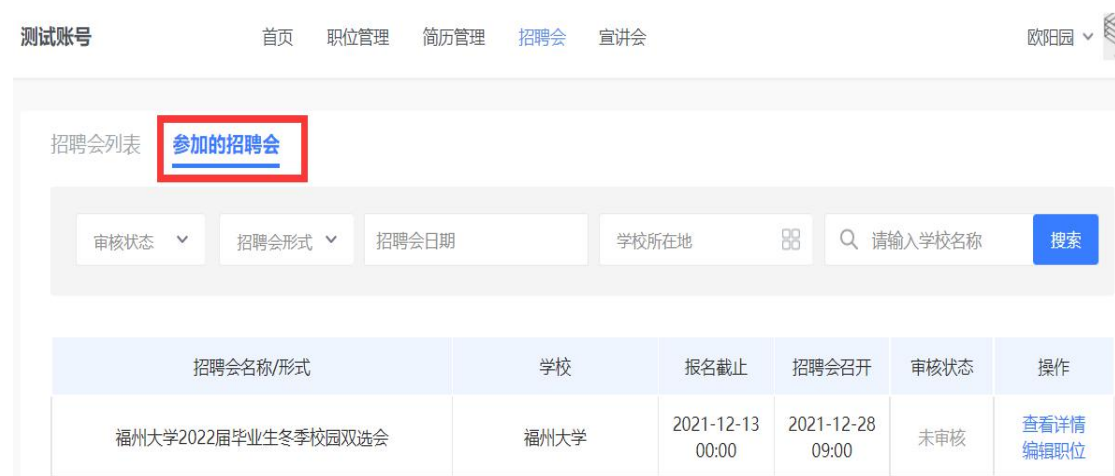 测试账号 首页 职位管理 简历管理 招聘会 宣讲会 欧阳园
招聘会列表 参加的招聘会
审核状态 招聘会形式 招聘会日期 学校所在地 请输入学校名称 搜索
招聘会名称/形式 学校 报名截止 招聘会召开 审核状态 操作
福州大学2022届毕业生冬季校园双选会 福州大学 2021-12-13 2021-12-28 未审核 查看详情
00:00 09:00 编辑职位